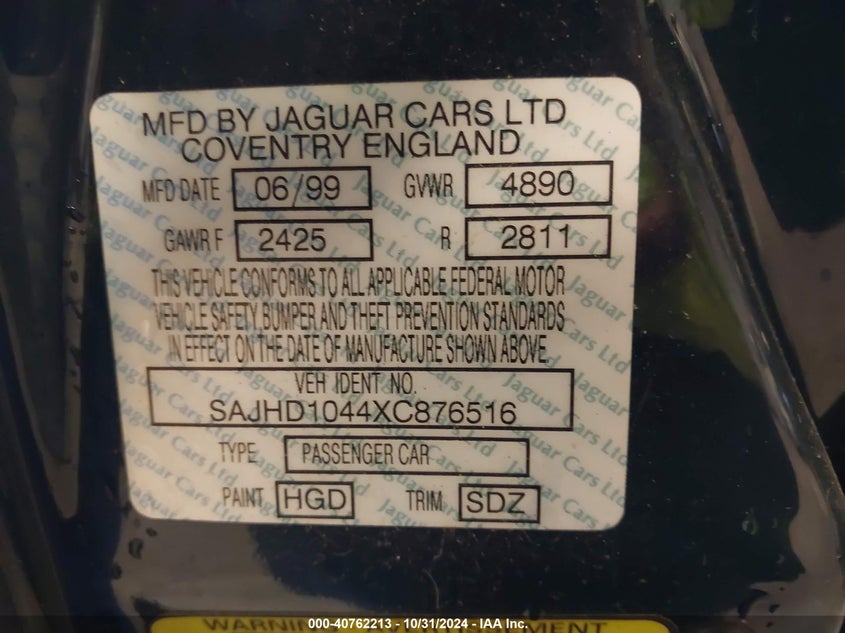 MFD BY JAGUAR CARS LTD
COVENTRY ENGLAND
MFD DATE 06/99 GVWR 4890
GAWR F 2425 R 2811
THIS VEHICLE CONFORMS TO ALL APPLICABLE FEDERAL MOTOR
VEHICLE SAFETY, BUMPER AND THEFT PREVENTION STANDARDS
IN EFFECT ON THE DATE OF MANUFACTURE SHOWN ABOVE
VEH IDENT NO.
SAJHD1044XC876516
TYPE PASSENGER CAR
PAINT HGD TRIM SDZ
WARNING AVERTISSEMENT
000-40762213 - 10/31/2024 - IAA Inc.